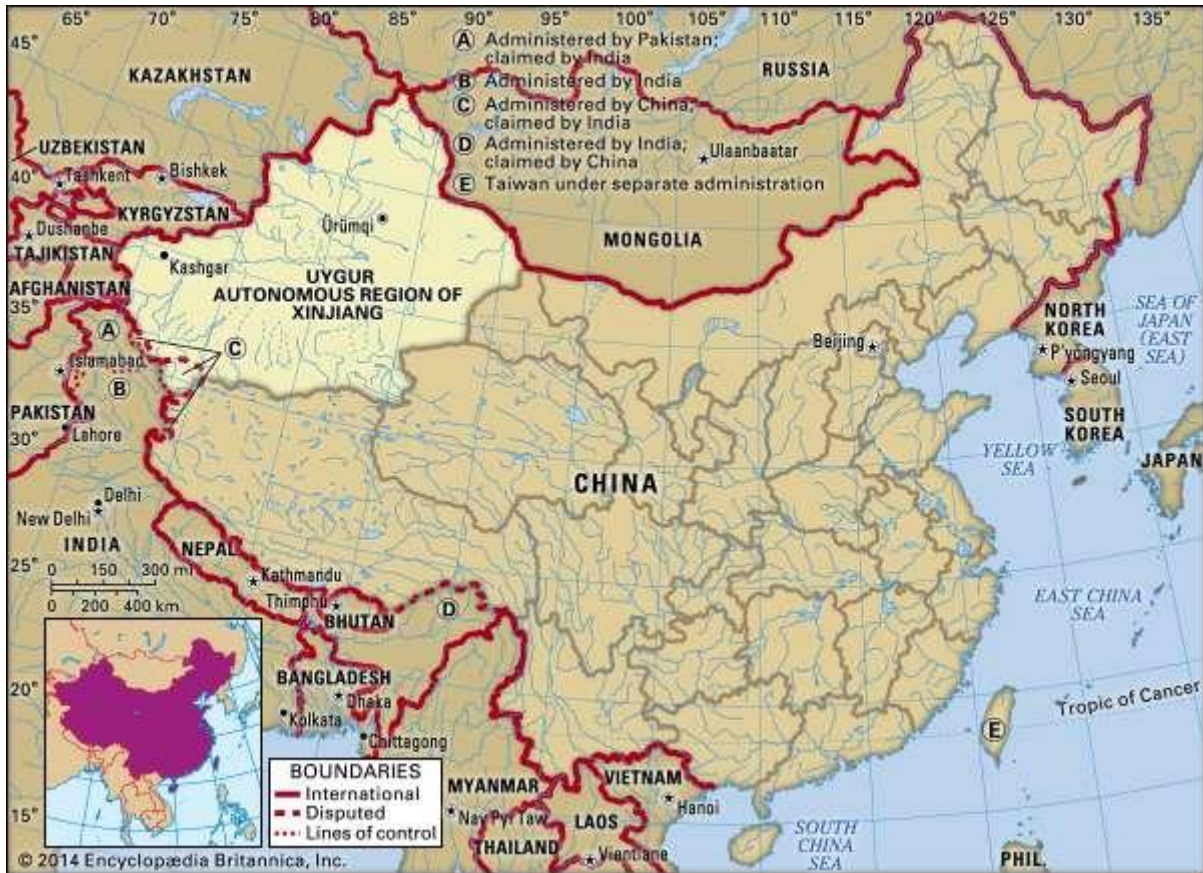 65° 70° 75° 80° 85° 90° 95° 100° 105° 110° 115° 120° 125° 130° 135°
45°
40°
35°
30°
25°
20°
15°
A Administered by Pakistan;
claimed by India
B Administered by India
C Administered by China;
claimed by India
D Administered by India;
claimed by China
E Taiwan under separate administration
KAZAKHSTAN
RUSSIA
UZBEKISTAN
Tashkent
Bishkek
Ulaanbaatar
KYRGYZSTAN
Dushanbe
TAJIKISTAN
Ürümqi
MONGOLIA
Kashgar
AFGHANISTAN
UYGUR
AUTONOMOUS REGION OF
XINJIANG
NORTH
KOREA
SEA OF
JAPAN
(EAST
SEA)
A
Islamabad
B
C
Beijing
P'yŏngyang
Seoul
PAKISTAN
Lahore
SOUTH
KOREA
YELLOW
SEA
JAPAN
CHINA
Delhi
New Delhi
INDIA
NEPAL
0 150 300 mi
0 200 400 km
Kathmandu
Thimphu
BHUTAN
D
EAST CHINA
SEA
BANGLADESH
Dhaka
Kolkata
Chittagong
E
Tropic of Cancer
BOUNDARIES
International
Disputed
Lines of control
MYANMAR
Nay Pyi Taw
VIETNAM
Hanoi
LAOS
THAILAND
Vientiane
SOUTH
CHINA
SEA
PHIL.
© 2014 Encyclopædia Britannica, Inc.